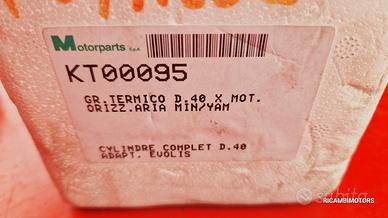 Motorparts S.p.A.
KT00095
GR.TERMICO D.40 X MOT.
ORIZZ.ARIA MIN/YAM
CYLINDRE COMPLET D.40
ADAPT. EVOLIS
subito
RICAMBIMOTORS